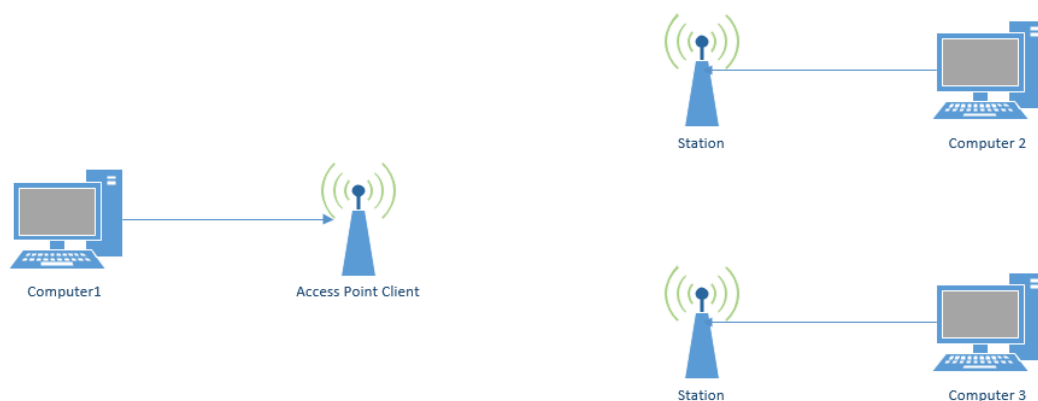 Station
Computer 2
Computer1
Access Point Client
Station
Computer 3